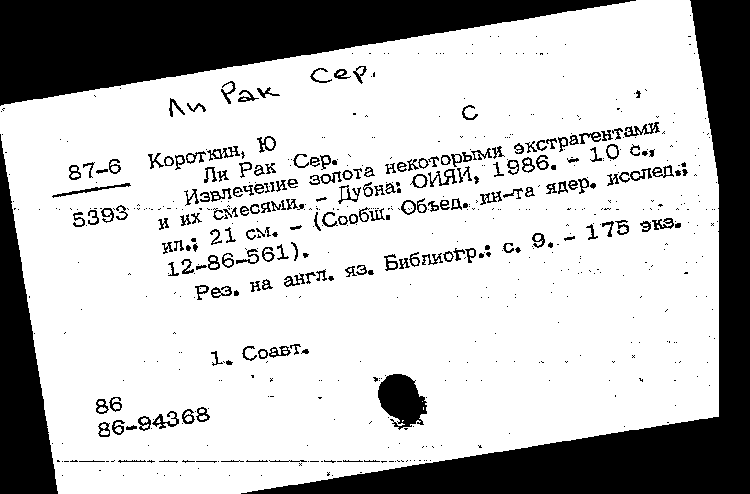 Ли Рак Сер.
С
87-6 Короткин, Ю
5393 Ли Рак Сер.
Извлечение золота некоторыми экстрагентами
и их смесями. - Дубна: ОИЯИ, 1986. - 10 с.,
ил.; 21 см. - (Сообщ. Объед. ин-та ядер. исслед.;
12-86-561).
Рез. на англ. яз. Библиогр.: с. 9. - 175 экз.
1. Соавт.
86
86-94368